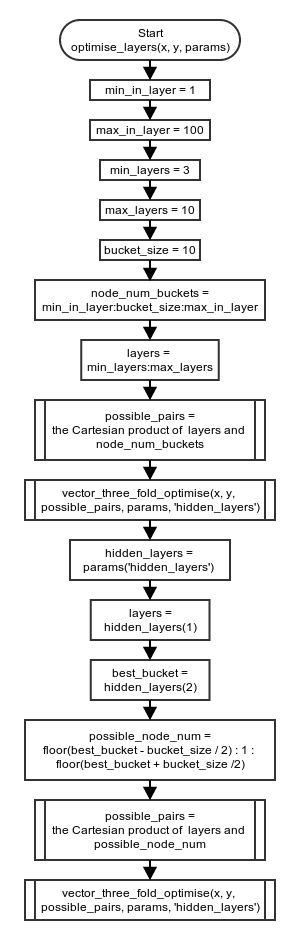 Start
optimise_layers(x, y, params)
min_in_layer = 1
max_in_layer = 100
min_layers = 3
max_layers = 10
bucket_size = 10
node_num_buckets =
min_in_layer:bucket_size:max_in_layer
layers =
min_layers:max_layers
possible_pairs =
the Cartesian product of layers and
node_num_buckets
vector_three_fold_optimise(x, y,
possible_pairs, params, 'hidden_layers')
hidden_layers =
params('hidden_layers')
layers =
hidden_layers(1)
best_bucket =
hidden_layers(2)
possible_node_num =
floor(best_bucket - bucket_size / 2) : 1 :
floor(best_bucket + bucket_size /2)
possible_pairs =
the Cartesian product of layers and
possible_node_num
vector_three_fold_optimise(x, y,
possible_pairs, params, 'hidden_layers')